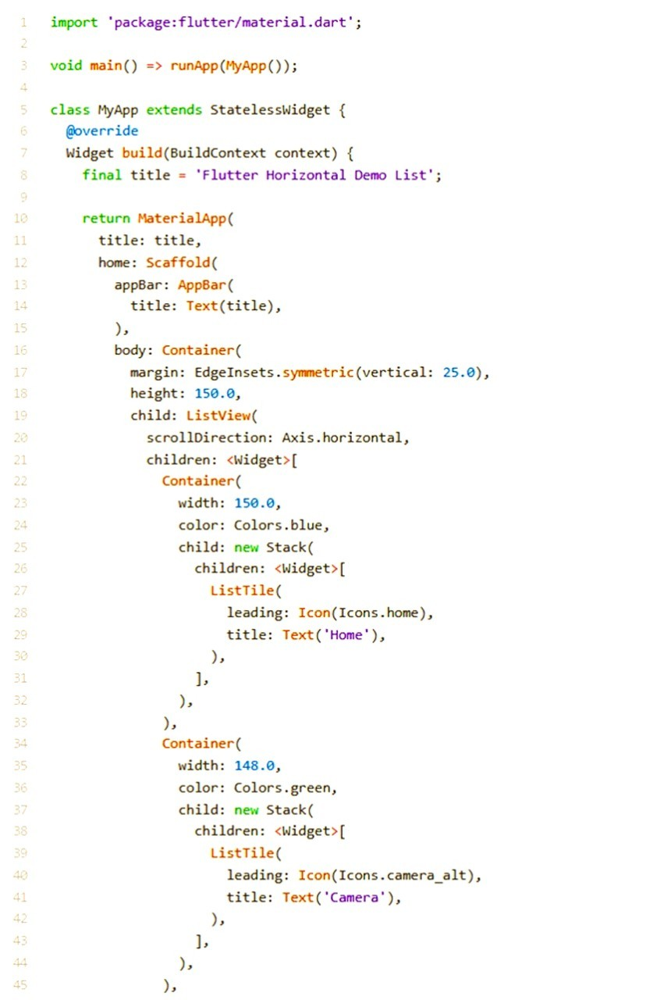 1 import 'package:flutter/material.dart';
2
3 void main() => runApp(MyApp());
4
5 class MyApp extends StatelessWidget {
6   @override
7   Widget build(BuildContext context) {
8     final title = 'Flutter Horizontal Demo List';
9
10     return MaterialApp(
11       title: title,
12       home: Scaffold(
13         appBar: AppBar(
14           title: Text(title),
15         ),
16         body: Container(
17           margin: EdgeInsets.symmetric(vertical: 25.0),
18           height: 150.0,
19           child: ListView(
20             scrollDirection: Axis.horizontal,
21             children: <Widget>[
22               Container(
23                 width: 150.0,
24                 color: Colors.blue,
25                 child: new Stack(
26                   children: <Widget>[
27                     ListTile(
28                       leading: Icon(Icons.home),
29                       title: Text('Home'),
30                     ),
31                   ],
32                 ),
33               ),
34               Container(
35                 width: 148.0,
36                 color: Colors.green,
37                 child: new Stack(
38                   children: <Widget>[
39                     ListTile(
40                       leading: Icon(Icons.camera_alt),
41                       title: Text('Camera'),
42                     ),
43                   ],
44                 ),
45               ),